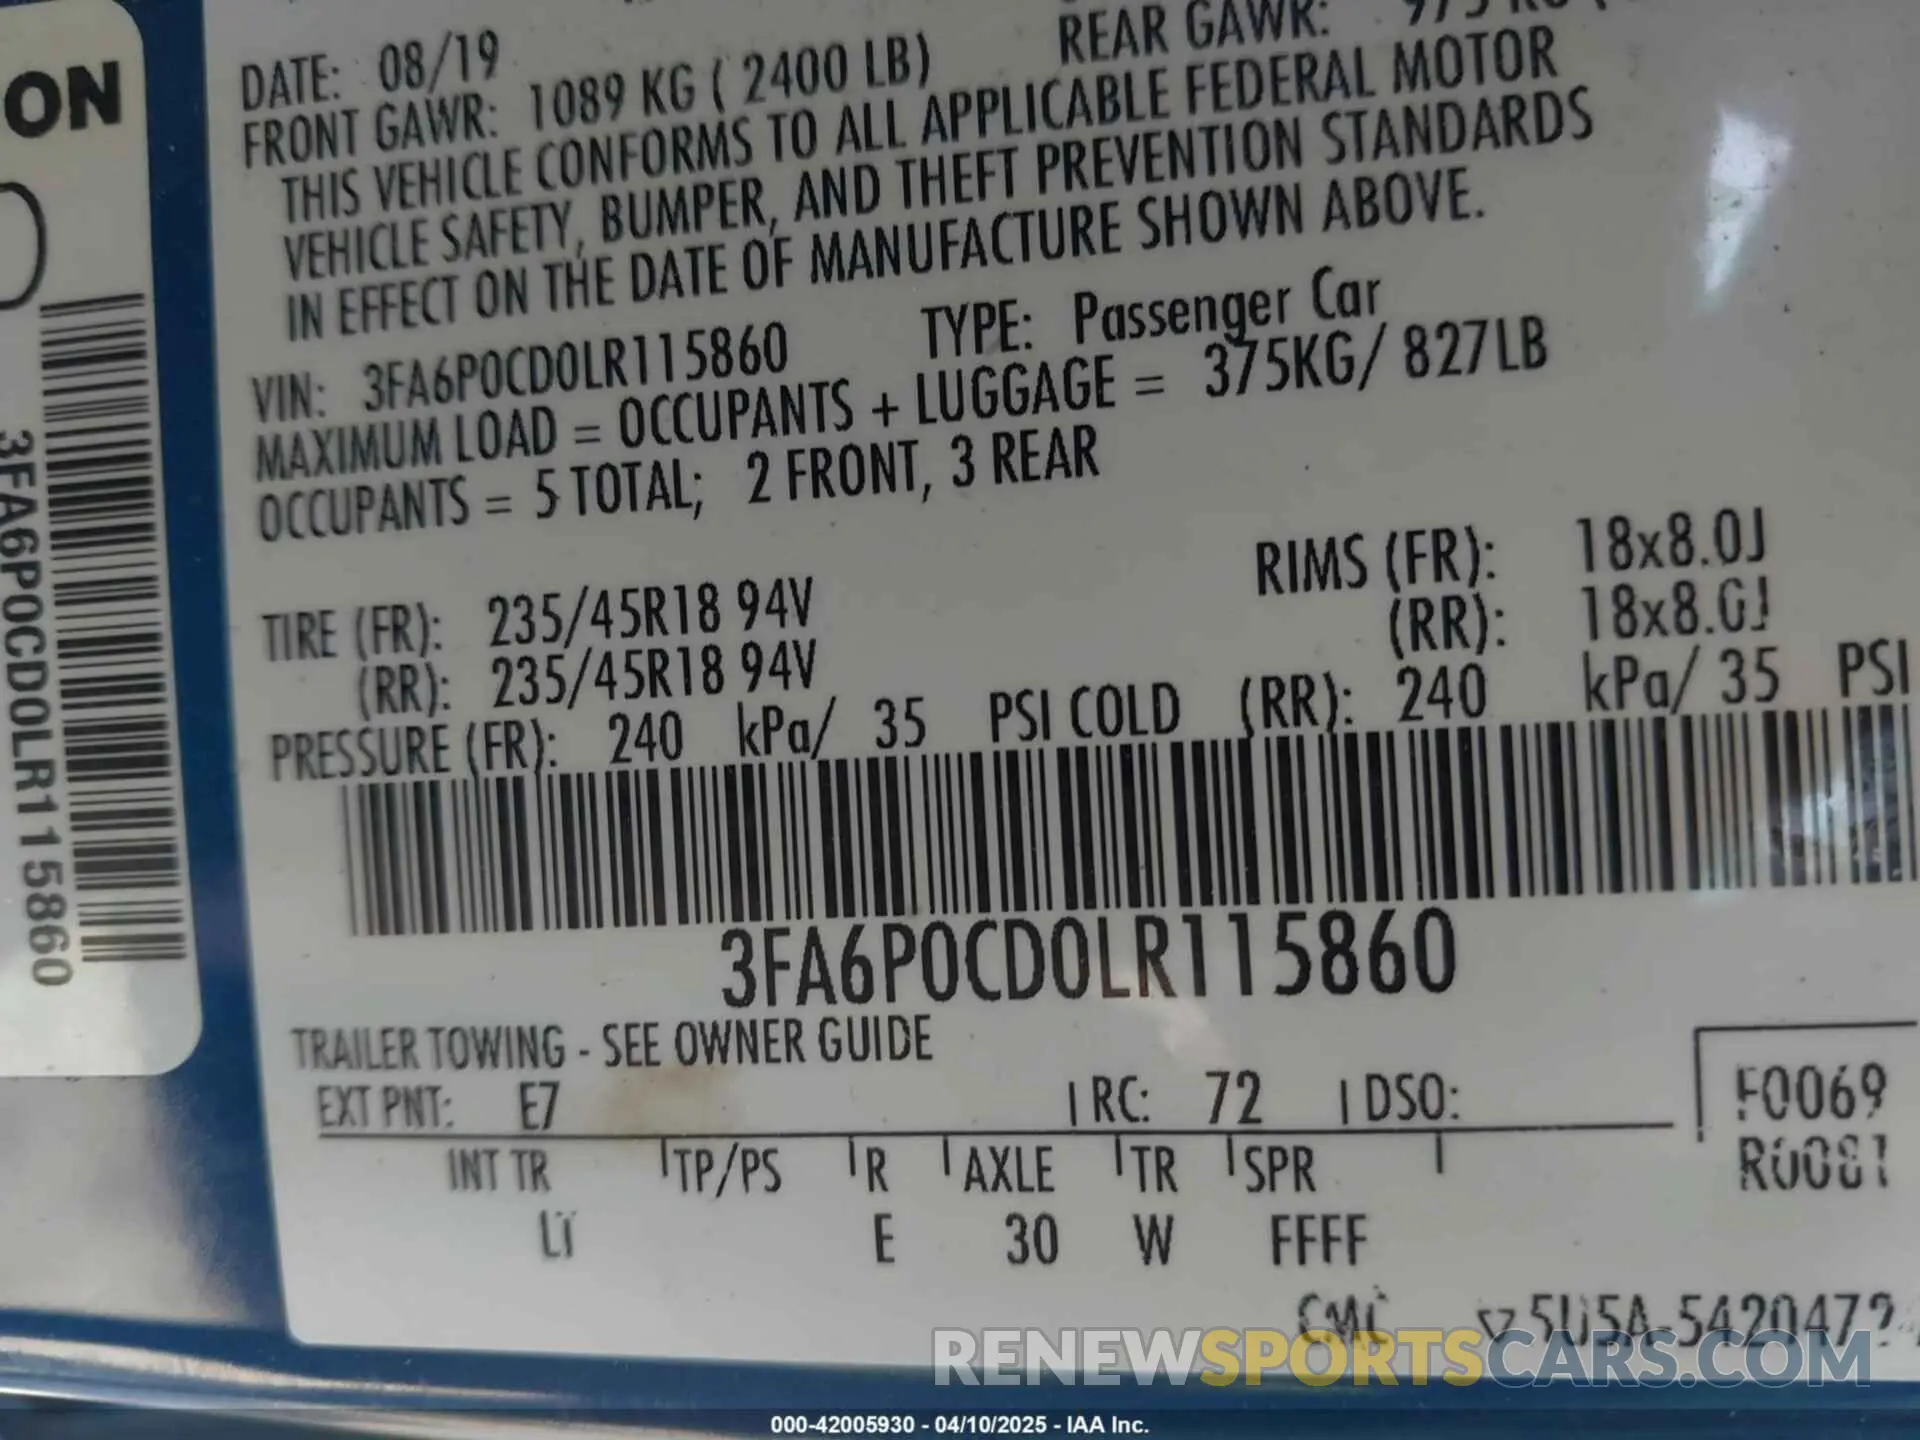 ON
DATE: 08/19
FRONT GAWR: 1089 KG ( 2400 LB)
REAR GAWR:
THIS VEHICLE CONFORMS TO ALL APPLICABLE FEDERAL MOTOR
VEHICLE SAFETY, BUMPER, AND THEFT PREVENTION STANDARDS
IN EFFECT ON THE DATE OF MANUFACTURE SHOWN ABOVE.
VIN: 3FA6P0CD0LR115860 TYPE: Passenger Car
MAXIMUM LOAD = OCCUPANTS + LUGGAGE = 375KG/ 827LB
OCCUPANTS = 5 TOTAL; 2 FRONT, 3 REAR
TIRE (FR): 235/45R18 94V RIMS (FR): 18x8.0J
(RR): 235/45R18 94V (RR): 18x8.0J
PRESSURE (FR): 240 kPa/ 35 PSI COLD (RR): 240 kPa/ 35 PSI
3FA6P0CD0LR115860
3FA6P0CD0LR115860
TRAILER TOWING - SEE OWNER GUIDE
EXT PNT: E7 RC: 72 DSO:
F0069
R0081
INT TR TP/PS R AXLE TR SPR
E 30 W FFFF
RENEWSPORTSCARS.COM
000-42005930 - 04/10/2025 - IAA Inc.